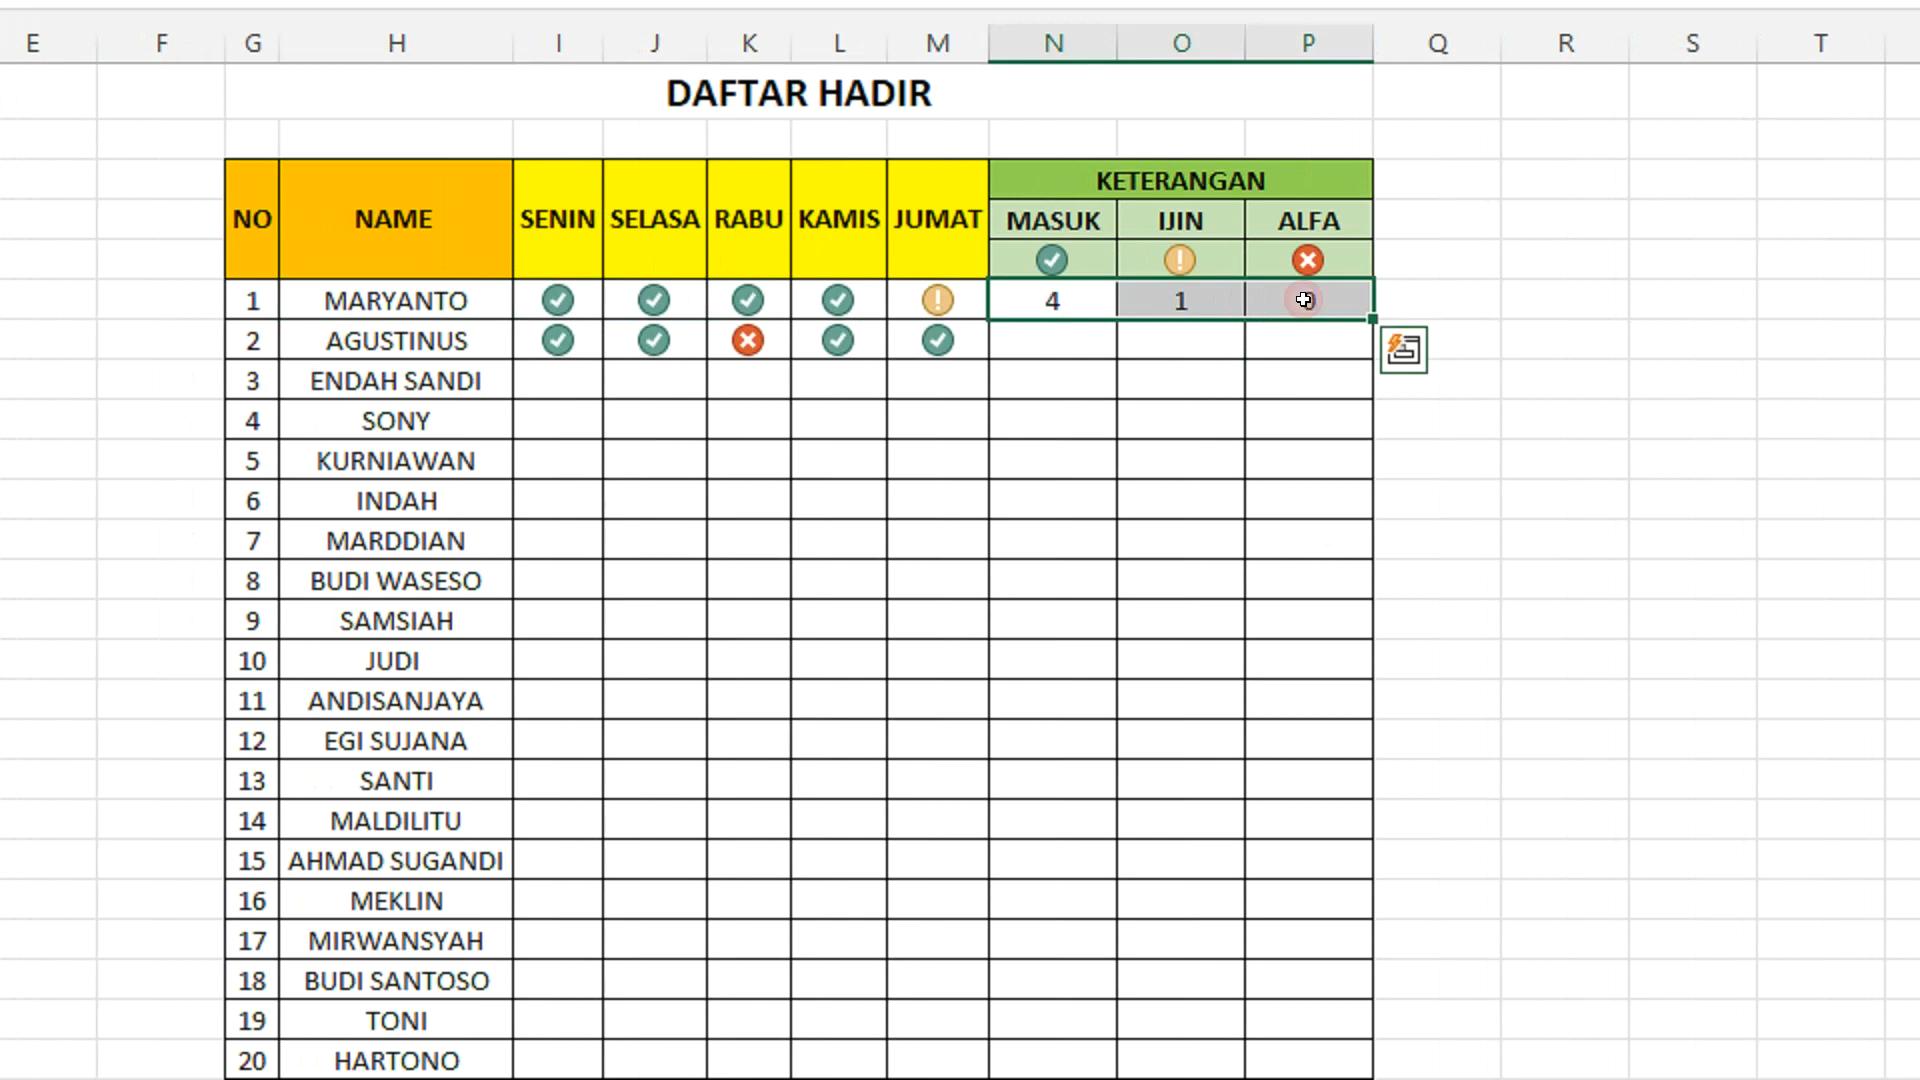 E F G H I J K L M N O P Q R S T
DAFTAR HADIR
KETERANGAN
NO NAME SENIN SELASA RABU KAMIS JUMAT MASUK IJIN ALFA
1 MARYANTO 4 1
2 AGUSTINUS
3 ENDAH SANDI
4 SONY
5 KURNIAWAN
6 INDAH
7 MARDDIAN
8 BUDI WASESO
9 SAMSIAH
10 JUDI
11 ANDISANJAYA
12 EGI SUJANA
13 SANTI
14 MALDILITU
15 AHMAD SUGANDI
16 MEKLIN
17 MIRWANSYAH
18 BUDI SANTOSO
19 TONI
20 HARTONO